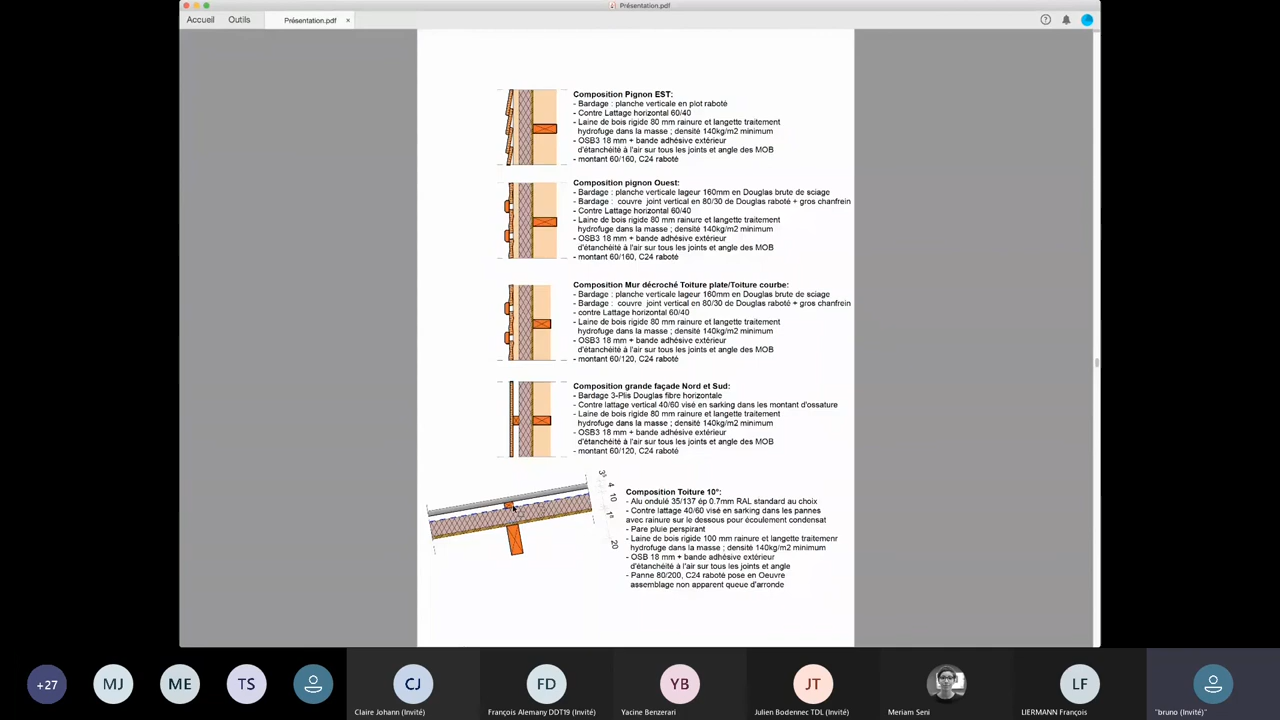 Présentation.pdf
Accueil
Outils
Présentation.pdf
Composition Pignon EST:
- Bardage : planche verticale en plot raboté
- Contre Lattage horizontal 60/40
- Laine de bois rigide 80 mm rainure et langette traitement
hydrofuge dans la masse ; densité 140kg/m2 minimum
- OSB3 18 mm + bande adhésive extérieur
d'étanchéité à l'air sur tous les joints et angle des MOB
- montant 60/160, C24 raboté
Composition pignon Ouest:
- Bardage : planche verticale lageur 160mm en Douglas brute de sciage
- Bardage : couvre joint vertical en 80/30 de Douglas raboté + gros chanfrein
- Contre Lattage horizontal 60/40
- Laine de bois rigide 80 mm rainure et langette traitement
hydrofuge dans la masse ; densité 140kg/m2 minimum
- OSB3 18 mm + bande adhésive extérieur
d'étanchéité à l'air sur tous les joints et angle des MOB
- montant 60/160, C24 raboté
Composition Mur décroché Toiture plate/Toiture courbe:
- Bardage : planche verticale lageur 160mm en Douglas brute de sciage
- Bardage : couvre joint vertical en 80/30 de Douglas raboté + gros chanfrein
- contre Lattage horizontal 60/40
- Laine de bois rigide 80 mm rainure et langette traitement
hydrofuge dans la masse ; densité 140kg/m2 minimum
- OSB3 18 mm + bande adhésive extérieur
d'étanchéité à l'air sur tous les joints et angle des MOB
- montant 60/120, C24 raboté
Composition grande façade Nord et Sud:
- Bardage 3-Plis Douglas fibre horizontale
- Contre lattage vertical 40/60 visé en sarking dans les montant d'ossature
- Laine de bois rigide 80 mm rainure et langette traitement
hydrofuge dans la masse ; densité 140kg/m2 minimum
- OSB3 18 mm + bande adhésive extérieur
d'étanchéité à l'air sur tous les joints et angle des MOB
- montant 60/120, C24 raboté
3⁵ 4 10 1⁸ 20
Composition Toiture 10°:
- Alu ondulé 35/137 ép 0.7mm RAL standard au choix
- Contre lattage 40/60 visé en sarking dans les pannes
avec rainure sur le dessous pour écoulement condensat
- Pare pluie perspirant
- Laine de bois rigide 100 mm rainure et langette traitemenr
hydrofuge dans la masse ; densité 140kg/m2 minimum
- OSB 18 mm + bande adhésive extérieur
d'étanchéité à l'air sur tous les joints et angle
- Panne 80/200, C24 raboté pose en Oeuvre
assemblage non apparent queue d'arronde
+27
MJ
ME
TS
CJ
FD
YB
JT
LF
Claire Johann (Invité)
François Alemany DDT19 (Invité)
Yacine Benzerari
Julien Bodennec TDL (Invité)
Meriam Seni
LIERMANN François
"bruno (Invité)"